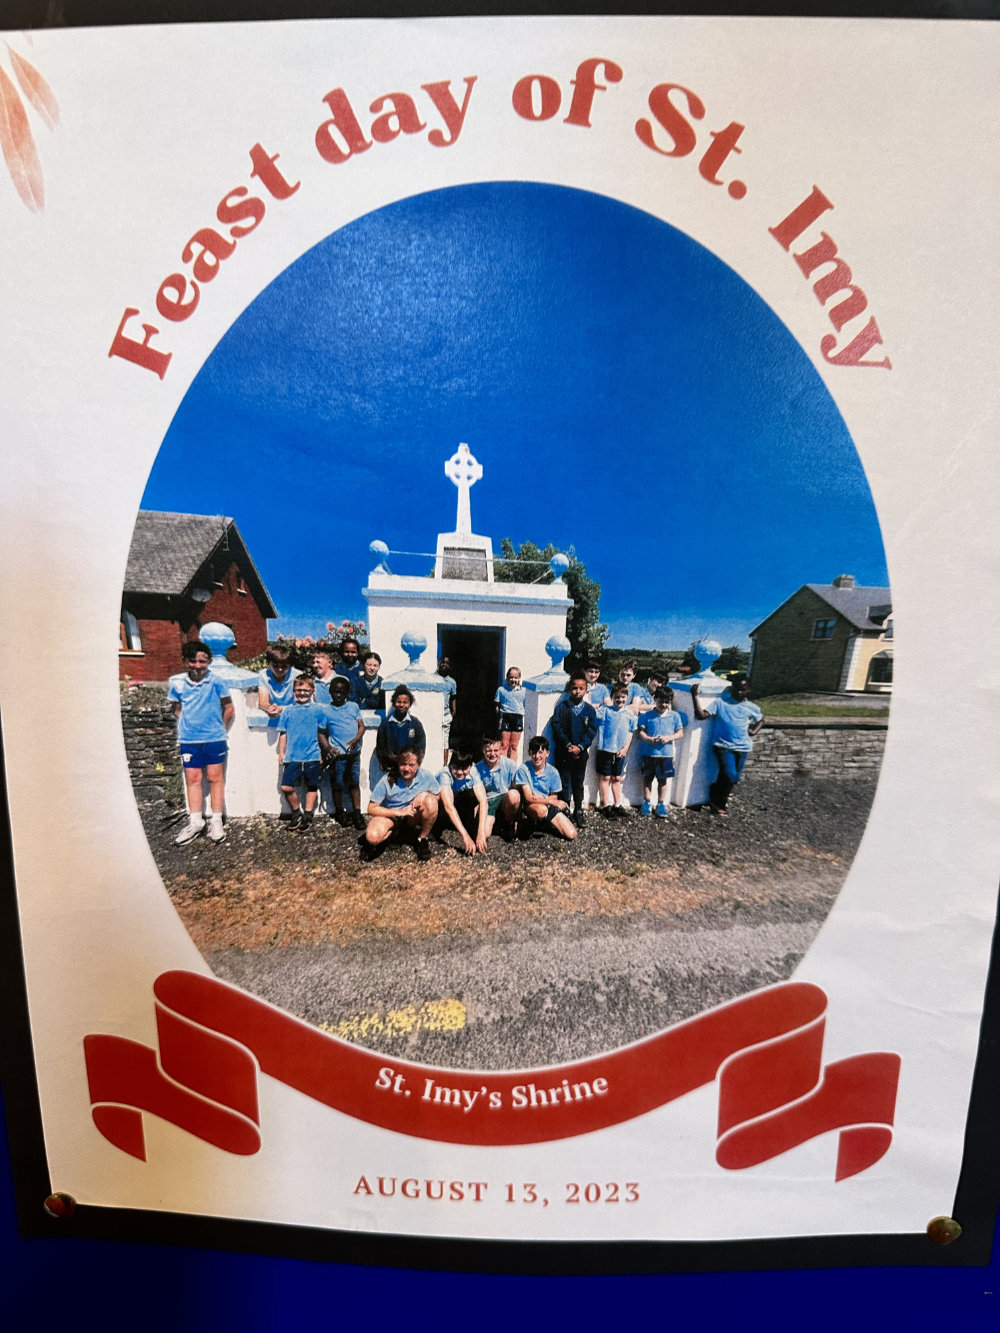 Feast day of St. Imy
St. Imy's Shrine
AUGUST 13, 2023